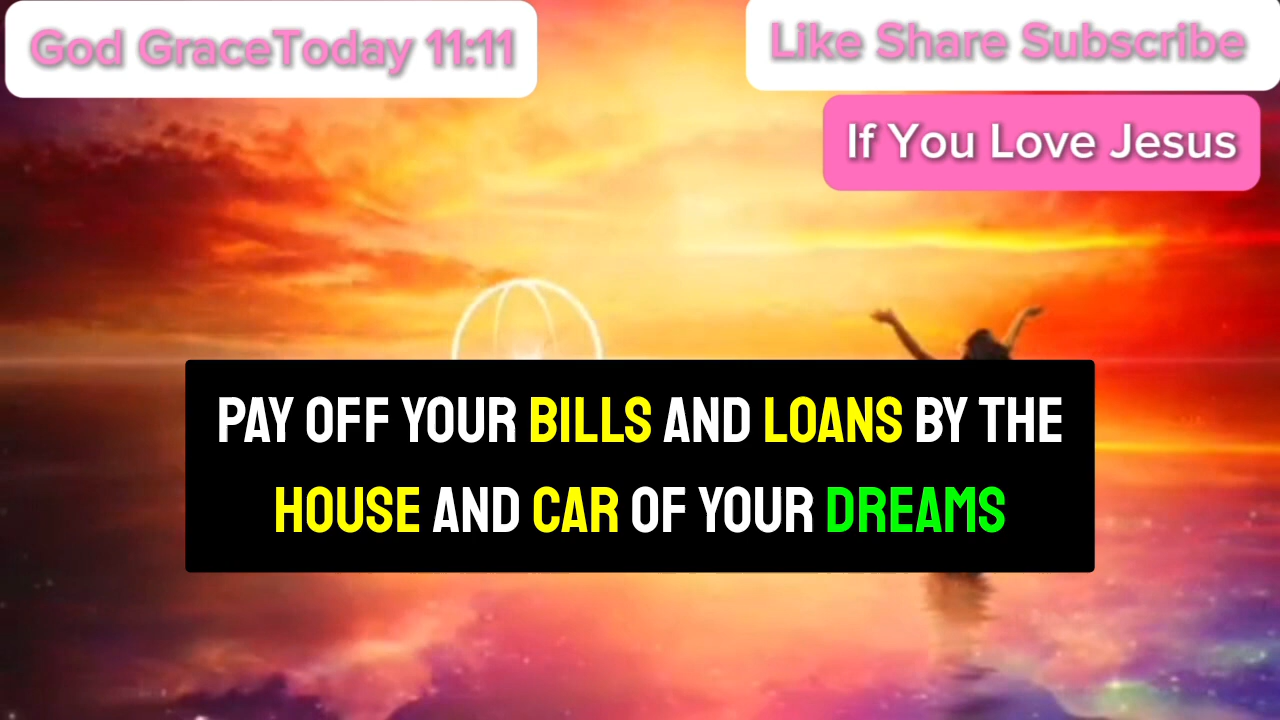 God GraceToday 11:11
Like Share Subscribe
If You Love Jesus
PAY OFF YOUR BILLS AND LOANS BY THE
HOUSE AND CAR OF YOUR DREAMS